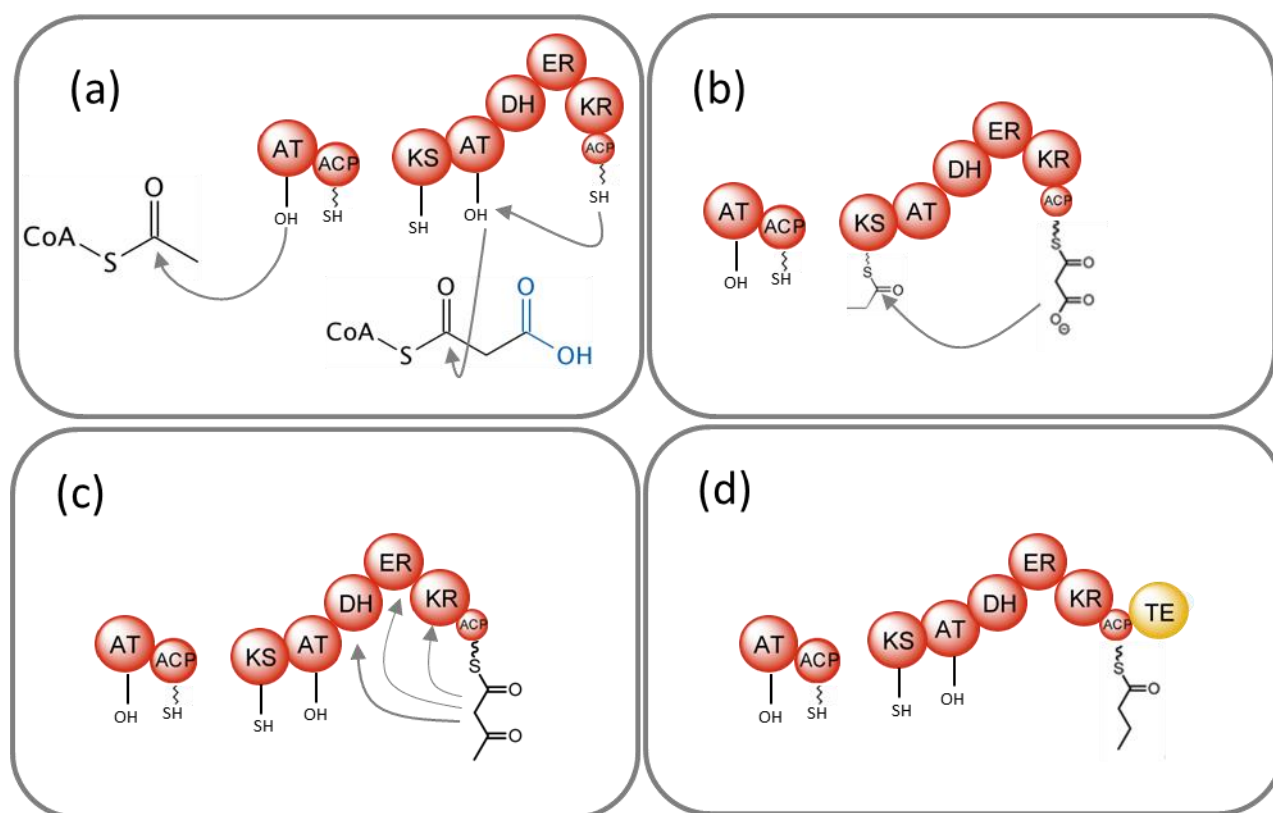 (a)
AT ACP
OH SH
KS AT DH ER KR ACP
SH OH SH
CoA S O
CoA S O O OH
(b)
AT ACP
OH SH
KS AT DH ER KR ACP
S O
S O O O ⊖
(c)
AT ACP
OH SH
KS AT DH ER KR ACP
SH OH
S O O
(d)
AT ACP
OH SH
KS AT DH ER KR ACP TE
SH OH
S O